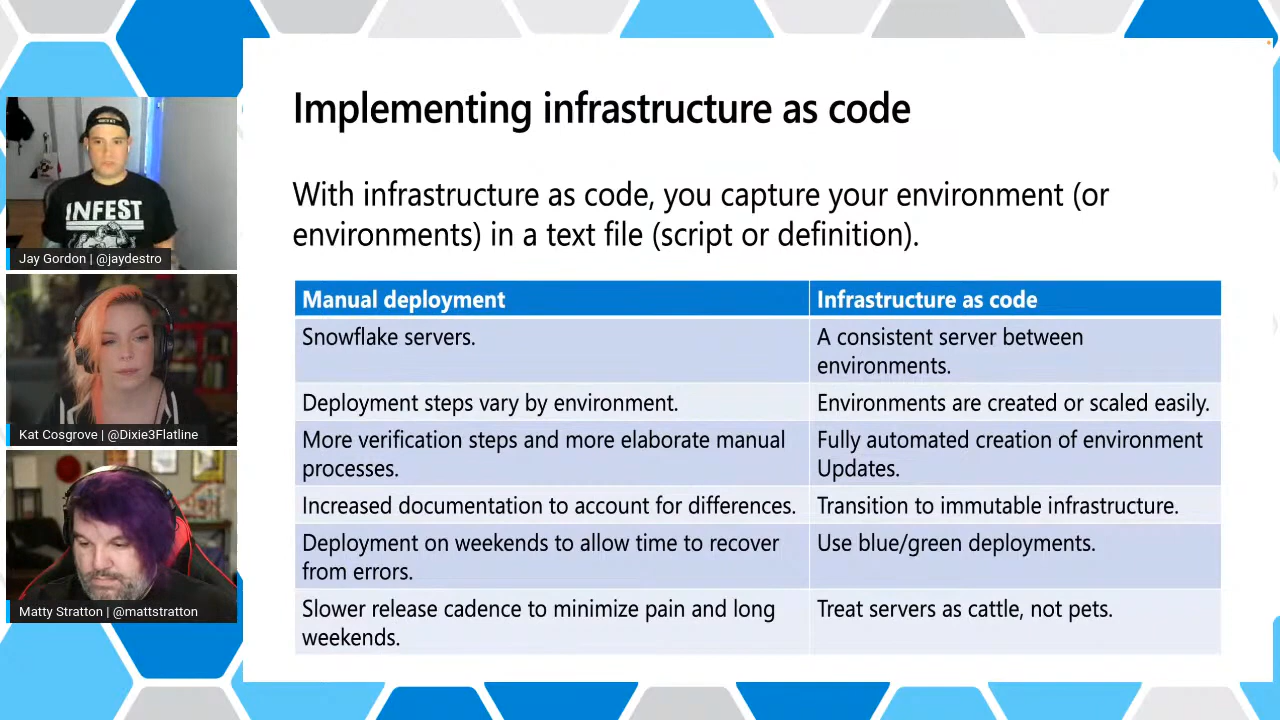 Implementing infrastructure as code
With infrastructure as code, you capture your environment (or
environments) in a text file (script or definition).
Manual deployment
Infrastructure as code
Snowflake servers.
A consistent server between
environments.
Deployment steps vary by environment.
Environments are created or scaled easily.
More verification steps and more elaborate manual
processes.
Fully automated creation of environment
Updates.
Increased documentation to account for differences.
Transition to immutable infrastructure.
Deployment on weekends to allow time to recover
from errors.
Use blue/green deployments.
Slower release cadence to minimize pain and long
weekends.
Treat servers as cattle, not pets.
INFEST
Jay Gordon | @jaydestro
Kat Cosgrove | @Dixie3Flatline
Matty Stratton | @mattstratton